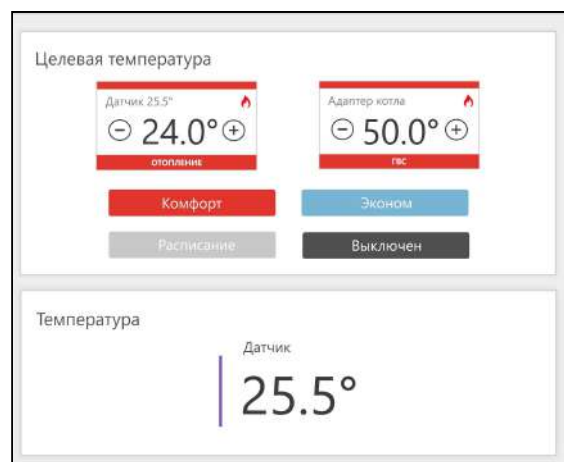 Целевая температура
Датчик 25.5°
24.0°
отопление
Адаптер котла
50.0°
ГВС
Комфорт
Эконом
Расписание
Выключен
Температура
Датчик
25.5°